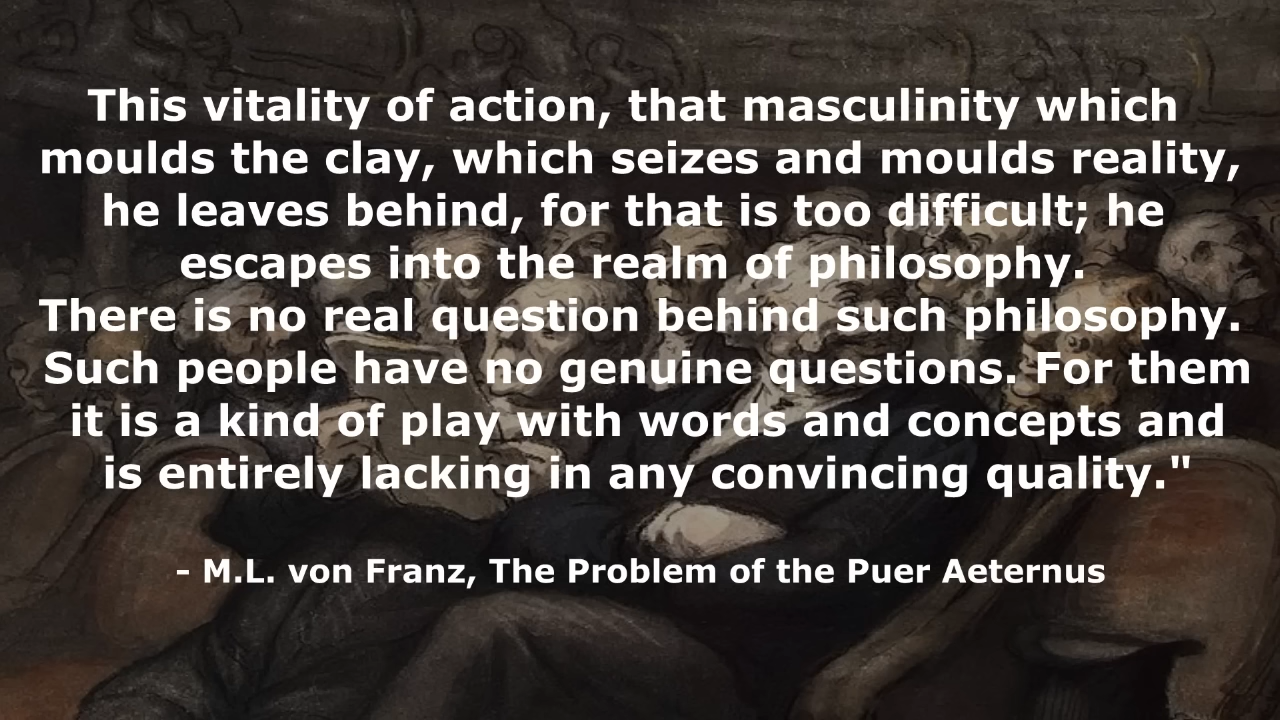 This vitality of action, that masculinity which
moulds the clay, which seizes and moulds reality,
he leaves behind, for that is too difficult; he
escapes into the realm of philosophy.
There is no real question behind such philosophy.
Such people have no genuine questions. For them
it is a kind of play with words and concepts and
is entirely lacking in any convincing quality."
- M.L. von Franz, The Problem of the Puer Aeternus